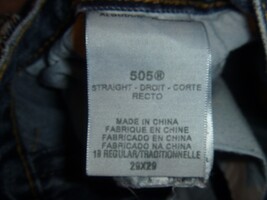 505®
STRAIGHT - DROIT - CORTE
RECTO
MADE IN CHINA
FABRIQUE EN CHINE
FABRICADO EN CHINA
FABRICADO NA CHINA
18 REGULAR/TRADITIONNELLE
29X29